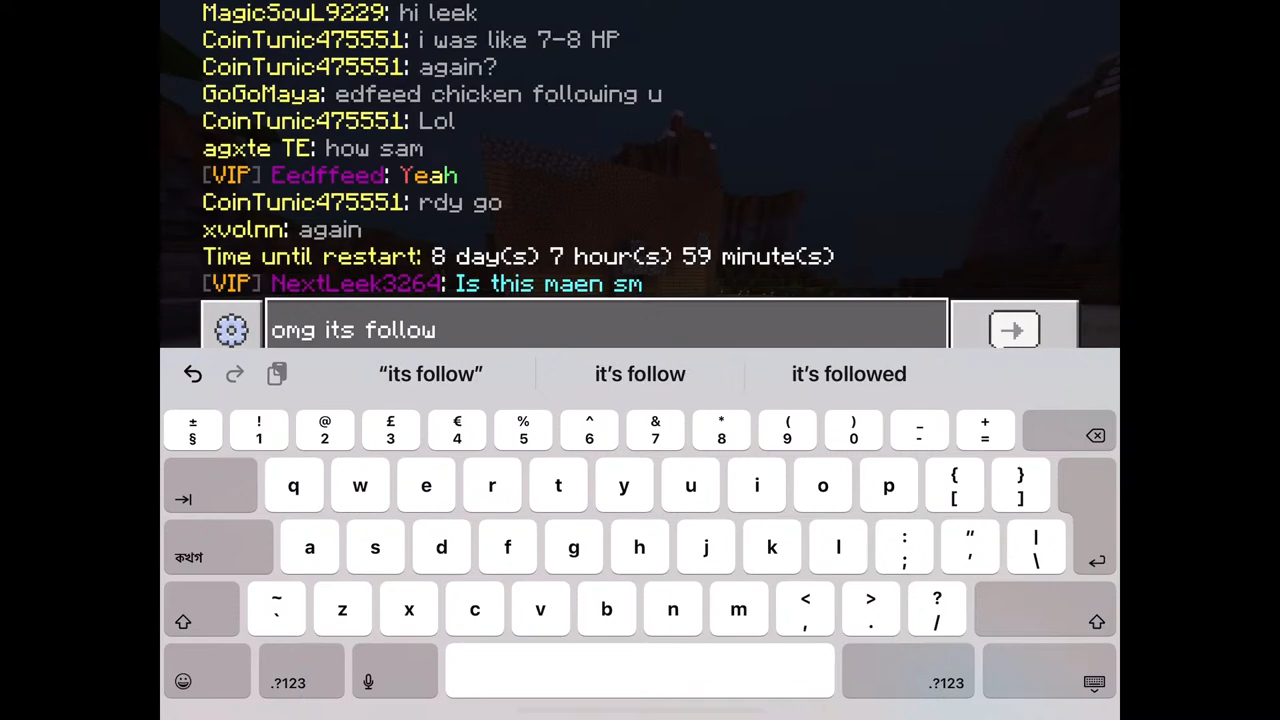 MagicSouL9229: hi leek
CoinTunic475551: i was like 7-8 HP
CoinTunic475551: again?
GoGoMaya: edfeed chicken following u
CoinTunic475551: Lol
agxte TE: how sam
[VIP] Eedffeed: Yeah
CoinTunic475551: rdy go
xvolnn: again
Time until restart: 8 day(s) 7 hour(s) 59 minute(s)
[VIP] NextLeek3264: Is this maen sm
omg its follow
“its follow” it’s follow it’s followed
± ! @ £ € % ^ & * ( ) _ +
§ 1 2 3 4 5 6 7 8 9 0 - =
q w e r t y u i o p { }
[ ]
কখগ a s d f g h j k l : " |
; ' \
~ z x c v b n m < > ?
` , . /
.?123 .?123